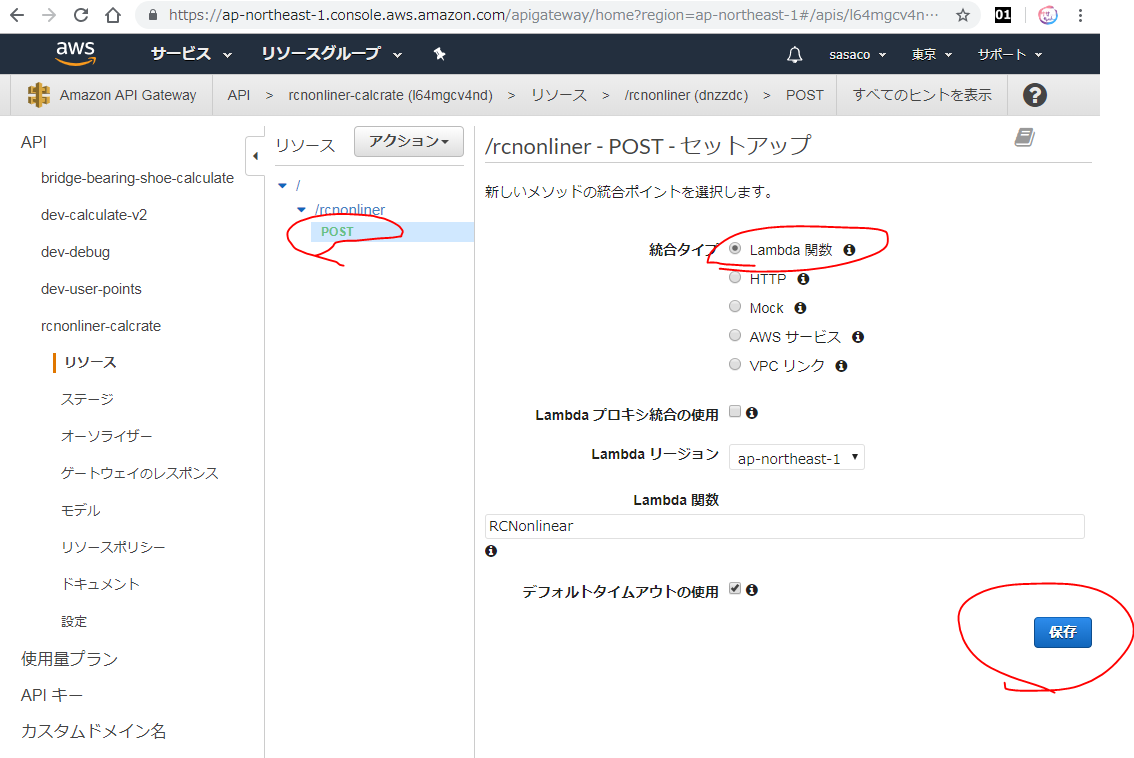 https://ap-northeast-1.console.aws.amazon.com/apigateway/home?region=ap-northeast-1#/apis/l64mgcv4n…
01
aws サービス リソースグループ sasaco 東京 サポート
Amazon API Gateway API > rcnonliner-calcrate (l64mgcv4nd) > リソース > /rcnonliner (dnzzdc) > POST すべてのヒントを表示 ?
API
bridge-bearing-shoe-calculate
dev-calculate-v2
dev-debug
dev-user-points
rcnonliner-calcrate
リソース
ステージ
オーソライザー
ゲートウェイのレスポンス
モデル
リソースポリシー
ドキュメント
設定
使用量プラン
API キー
カスタムドメイン名
リソース アクション
/
/rcnonliner
POST
/rcnonliner - POST - セットアップ
新しいメソッドの統合ポイントを選択します。
統合タイプ Lambda 関数
HTTP
Mock
AWS サービス
VPC リンク
Lambda プロキシ統合の使用
Lambda リージョン ap-northeast-1
Lambda 関数
RCNonlinear
デフォルトタイムアウトの使用
保存